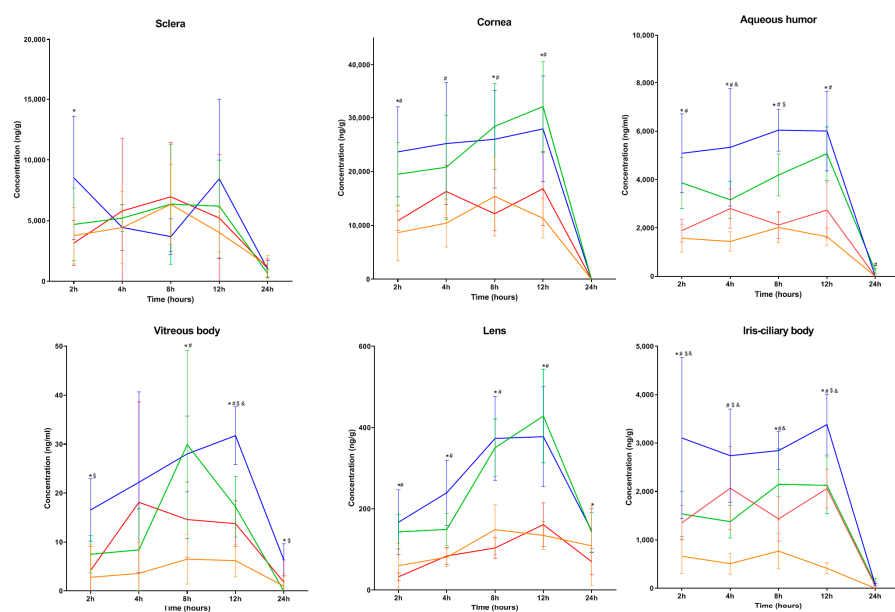 Sclera
Concentration (ng/g)
20,000
15,000
10,000
5,000
0
*
2h 4h 8h 12h 24h
Time (hours)
Cornea
Concentration (ng/g)
40,000
30,000
20,000
10,000
0
*# # *# *#
2h 4h 8h 12h 24h
Time (hours)
Aqueous humor
Concentration (ng/ml)
10,000
8,000
6,000
4,000
2,000
0
*# *#& *#$ *# #
2h 4h 8h 12h 24h
Time (hours)
Vitreous body
Concentration (ng/ml)
50
40
30
20
10
0
*$ *# *#$& *$
2h 4h 8h 12h 24h
Time (hours)
Lens
Concentration (ng/g)
600
400
200
0
*# *# *# *# *
2h 4h 8h 12h 24h
Time (hours)
Iris-ciliary body
Concentration (ng/g)
5,000
4,000
3,000
2,000
1,000
0
*#$& #$& *#& *#$&
2h 4h 8h 12h 24h
Time (hours)